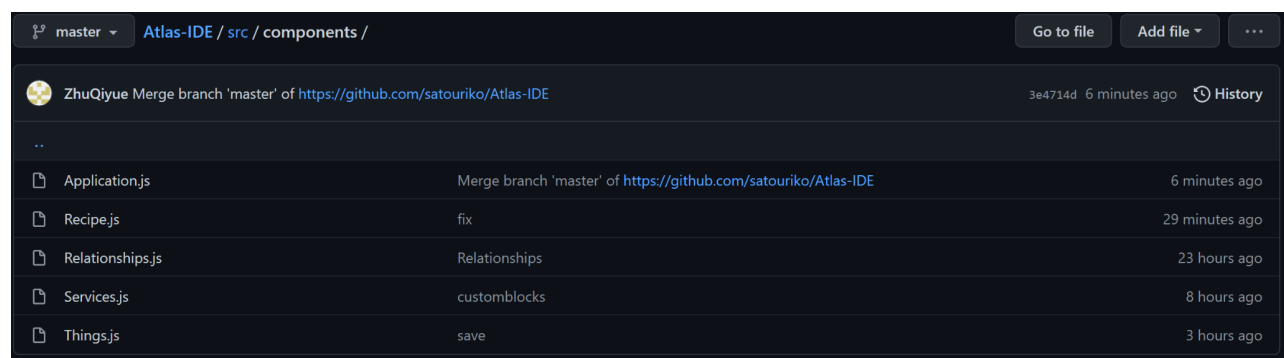 master Atlas-IDE / src / components / Go to file Add file ...
ZhuQiyue Merge branch 'master' of https://github.com/satouriko/Atlas-IDE 3e4714d 6 minutes ago History
..
Application.js Merge branch 'master' of https://github.com/satouriko/Atlas-IDE 6 minutes ago
Recipe.js fix 29 minutes ago
Relationships.js Relationships 23 hours ago
Services.js customblocks 8 hours ago
Things.js save 3 hours ago